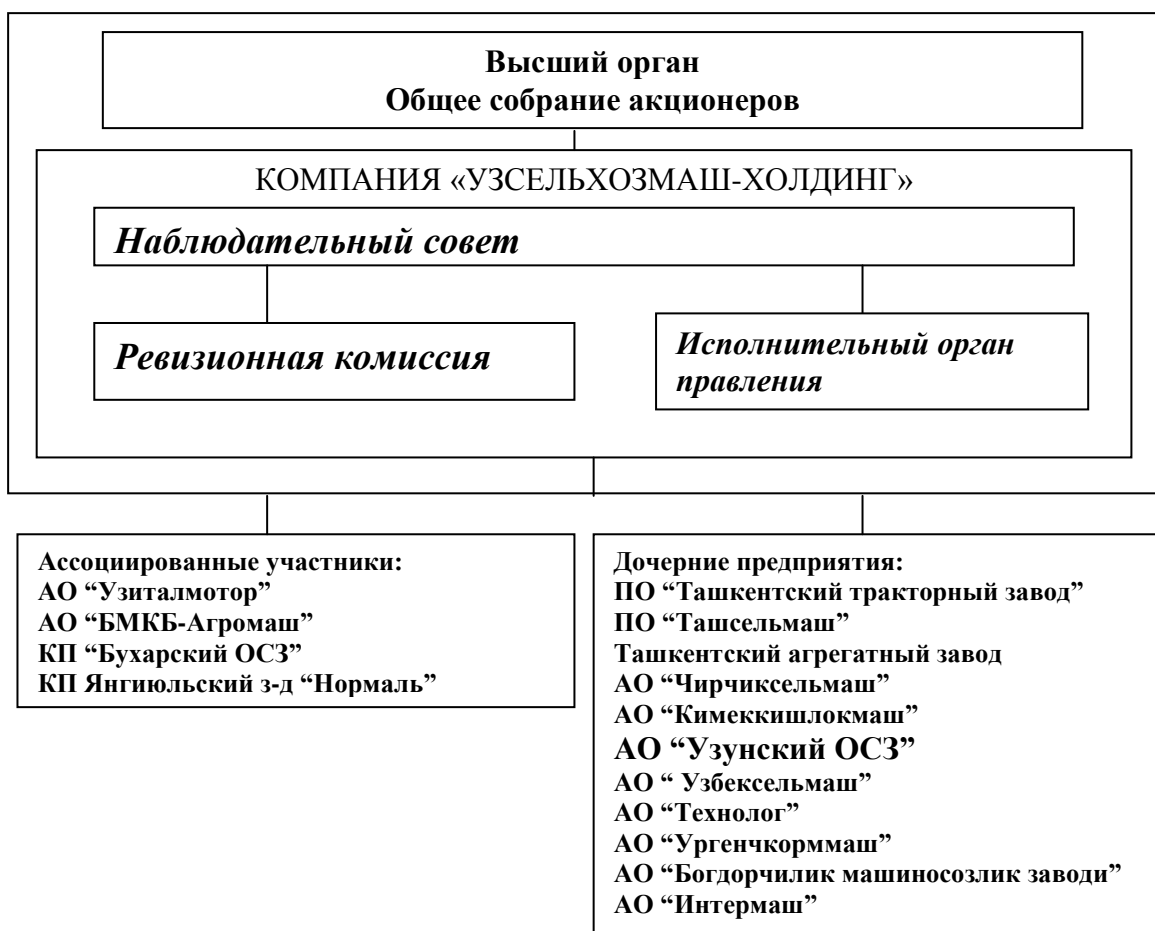 Высший орган
Общее собрание акционеров
КОМПАНИЯ «УЗСЕЛЬХОЗМАШ-ХОЛДИНГ»
Наблюдательный совет
Ревизионная комиссия
Исполнительный орган
правления
Ассоциированные участники:
АО “Узиталмотор”
АО “БМКБ-Агромаш”
КП “Бухарский ОСЗ”
КП Янгиюльский з-д “Нормаль”
Дочерние предприятия:
ПО “Ташкентский тракторный завод”
ПО “Ташсельмаш”
Ташкентский агрегатный завод
АО “Чирчиксельмаш”
АО “Кимеккишлокмаш”
АО “Узунский ОСЗ”
АО “ Узбексельмаш”
АО “Технолог”
АО “Ургенчкорммаш”
АО “Богдорчилик машиносозлик заводи”
АО “Интермаш”